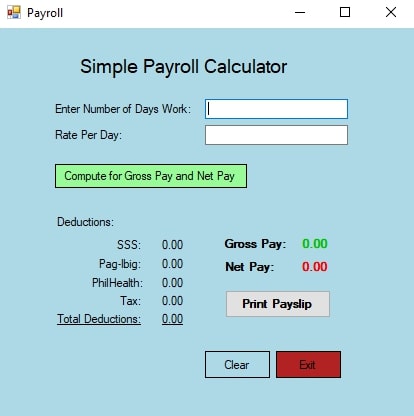 Payroll
Simple Payroll Calculator
Enter Number of Days Work:
Rate Per Day:
Compute for Gross Pay and Net Pay
Deductions:
SSS: 0.00
Gross Pay: 0.00
Pag-Ibig: 0.00
Net Pay: 0.00
PhilHealth: 0.00
Tax: 0.00
Print Payslip
Total Deductions: 0.00
Clear
Exit